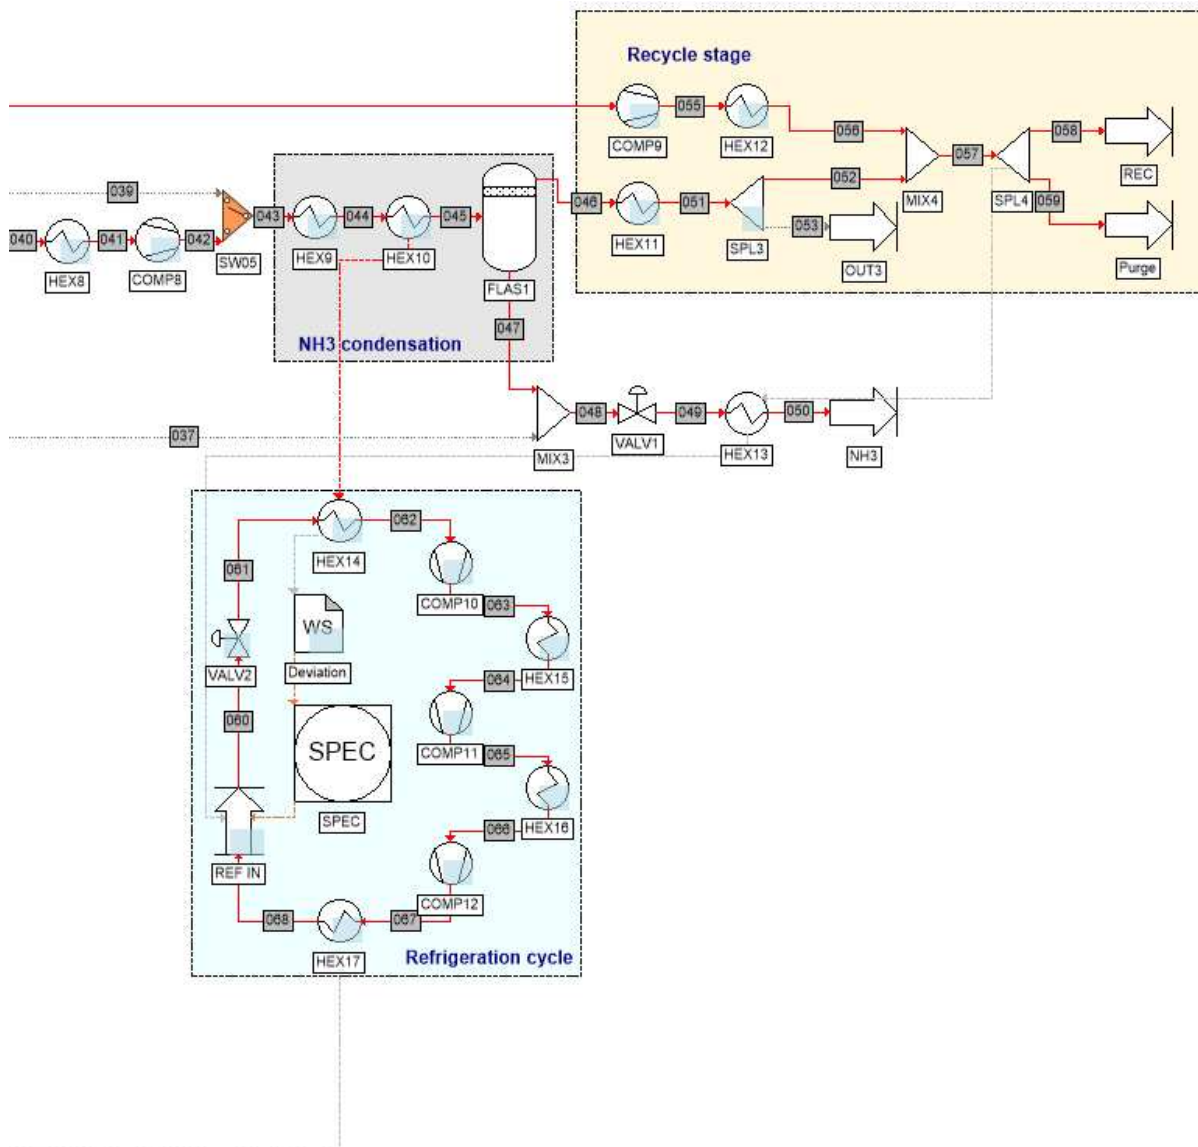 Recycle stage
055
COMP9
HEX12
056
058
REC
057
MIX4
SPL4
059
Purge
039
052
046
HEX11
051
SPL3
053
OUT3
040
HEX8
041
COMP8
042
SW05
043
HEX9
044
HEX10
045
FLAS1
NH3 condensation
047
037
MIX3
048
VALV1
049
HEX13
050
NH3
HEX14
062
061
COMP10
063
WS
Deviation
HEX15
VALV2
064
060
COMP11
065
SPEC
SPEC
HEX16
066
REF IN
COMP12
068
067
HEX17
Refrigeration cycle